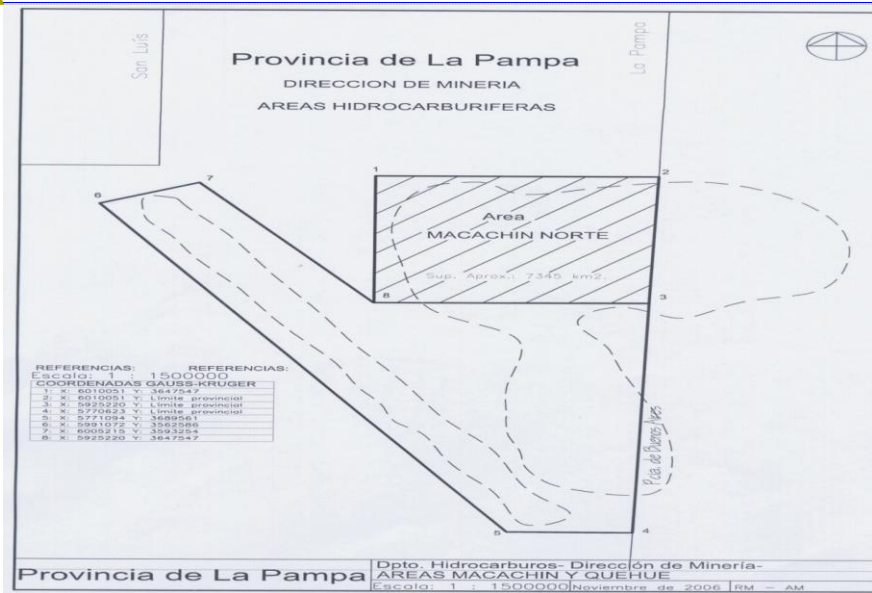 San Luís
Provincia de La Pampa
DIRECCION DE MINERIA
AREAS HIDROCARBURIFERAS
La Pampa
1
2
7
6
Area
MACACHIN NORTE
Sup. Aprox.: 7345 km2.
8
3
REFERENCIAS: REFERENCIAS:
Escala: 1 : 1500000
COORDENADAS GAUSS-KRUGER
1: X: 6010051 Y: 3647547
2: X: 6010051 Y: Límite provincial
3: X: 5925220 Y: Límite provincial
4: X: 5770623 Y: Límite provincial
5: X: 5771094 Y: 3689561
6: X: 5991072 Y: 3562586
7: X: 6005215 Y: 3593254
8: X: 5925220 Y: 3647547
Pcia. de Buenos Aires
5
4
Provincia de La Pampa
Dpto. Hidrocarburos- Dirección de Minería-
AREAS MACACHIN Y QUEHUE
Escala: 1 : 1500000 Noviembre de 2006 RM - AM